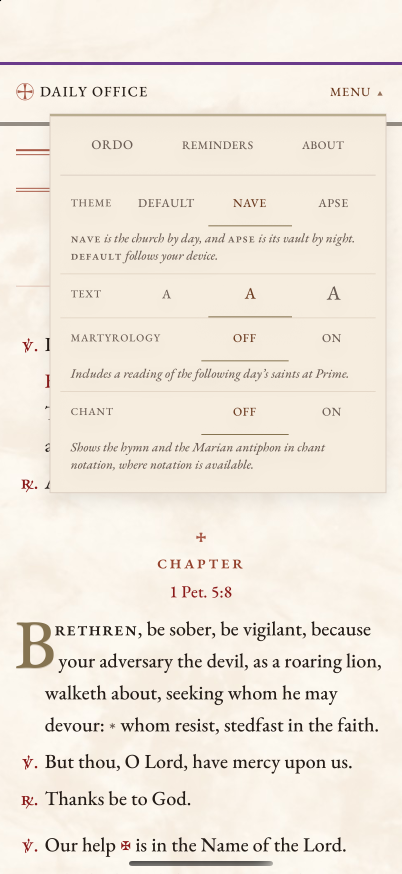 DAILY OFFICE MENU ▲
ORDO REMINDERS ABOUT
THEME DEFAULT NAVE APSE
NAVE is the church by day, and APSE is its vault by night.
DEFAULT follows your device.
TEXT A A A
MARTYROLOGY OFF ON
Includes a reading of the following day's saints at Prime.
CHANT OFF ON
Shows the hymn and the Marian antiphon in chant
notation, where notation is available.
℣.
℟.
✠
CHAPTER
1 Pet. 5:8
BRETHREN, be sober, be vigilant, because
your adversary the devil, as a roaring lion,
walketh about, seeking whom he may
devour: * whom resist, stedfast in the faith.
℣. But thou, O Lord, have mercy upon us.
℟. Thanks be to God.
℣. Our help ✠ is in the Name of the Lord.